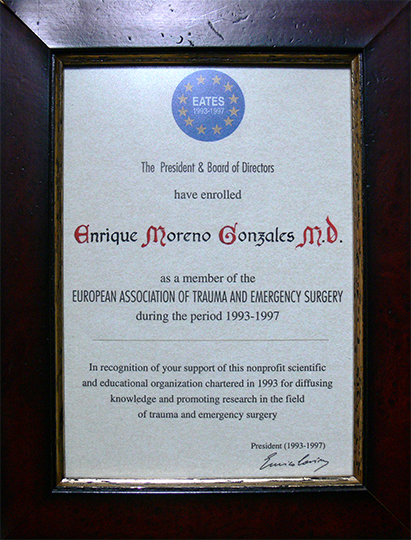 EATES
1993-1997
The President & Board of Directors
have enrolled
Enrique Moreno Gonzales M.D.
as a member of the
EUROPEAN ASSOCIATION OF TRAUMA AND EMERGENCY SURGERY
during the period 1993-1997
In recognition of your support of this nonprofit scientific
and educational organization chartered in 1993 for diffusing
knowledge and promoting research in the field
of trauma and emergency surgery
President (1993-1997)